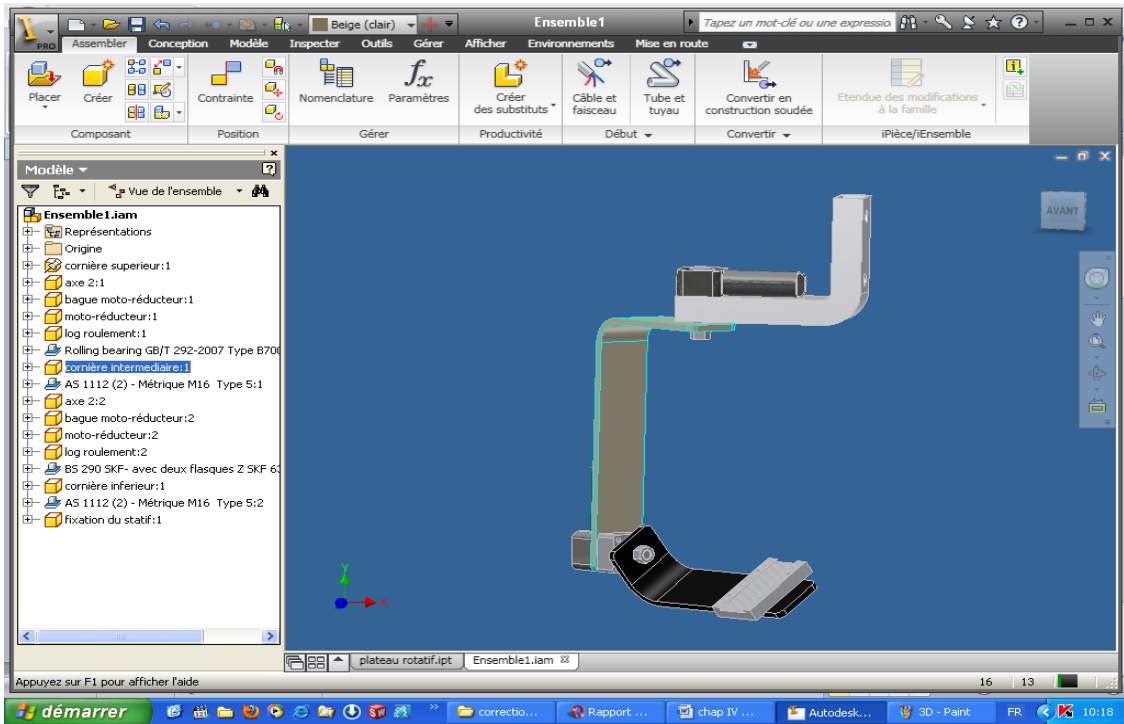 PRO
Beige (clair)
Ensemble1
Tapez un mot-clé ou une expressio
Assembler Conception Modèle Inspecter Outils Gérer Afficher Environnements Mise en route
Placer
Créer
Contrainte
Nomenclature
Paramètres
Créer
des substituts
Câble et
faisceau
Tube et
tuyau
Convertir en
construction soudée
Etendue des modifications
à la famille
Composant Position Gérer Productivité Début Convertir iPièce/iEnsemble
Modèle
Vue de l'ensemble
Ensemble1.iam
Représentations
Origine
cornière superieur:1
axe 2:1
bague moto-réducteur:1
moto-réducteur:1
log roulement:1
Rolling bearing GB/T 292-2007 Type B700
cornière intermediaire:1
AS 1112 (2) - Métrique M16 Type 5:1
axe 2:2
bague moto-réducteur:2
moto-réducteur:2
log roulement:2
BS 290 SKF- avec deux flasques Z SKF 63
cornière inferieur:1
AS 1112 (2) - Métrique M16 Type 5:2
fixation du statif:1
AVANT
Y
X
plateau rotatif.ipt
Ensemble1.iam
Appuyez sur F1 pour afficher l'aide
16 13
démarrer
correctio...
Rapport ...
chap IV ...
Autodesk...
3D - Paint
FR
10:18